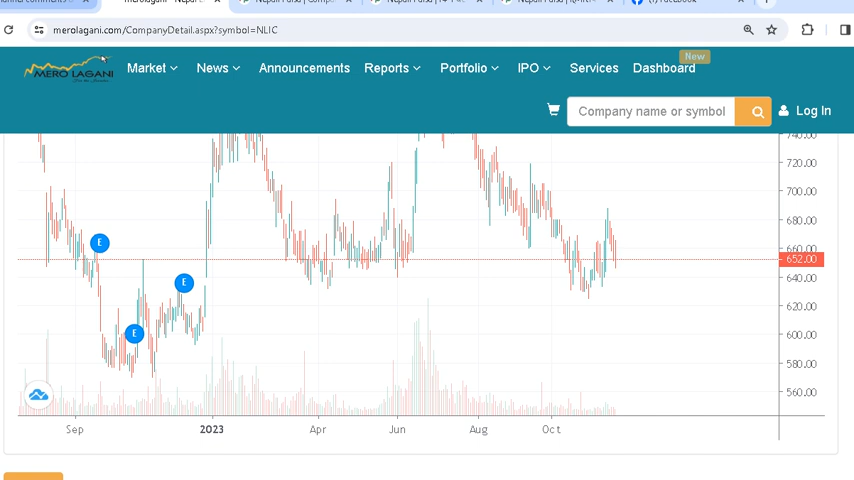 merolagani.com/CompanyDetail.aspx?symbol=NLIC
MERO LAGANI
Market
News
Announcements
Reports
Portfolio
IPO
Services
Dashboard
New
Company name or symbol
Log In
740.00
720.00
700.00
680.00
660.00
652.00
640.00
620.00
600.00
580.00
560.00
E
E
E
Sep
2023
Apr
Jun
Aug
Oct